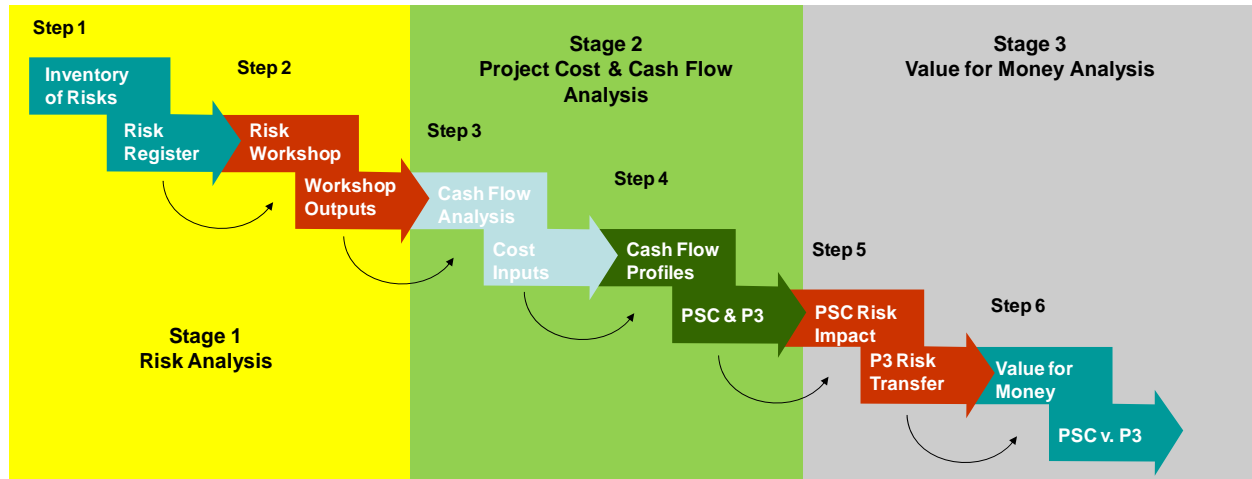 Step 1
Inventory
of Risks
Risk
Register
Step 2
Risk
Workshop
Workshop
Outputs
Stage 1
Risk Analysis
Stage 2
Project Cost & Cash Flow
Analysis
Step 3
Cash Flow
Analysis
Cost
Inputs
Step 4
Cash Flow
Profiles
PSC & P3
Stage 3
Value for Money Analysis
Step 5
PSC Risk
Impact
P3 Risk
Transfer
Step 6
Value for
Money
PSC v. P3